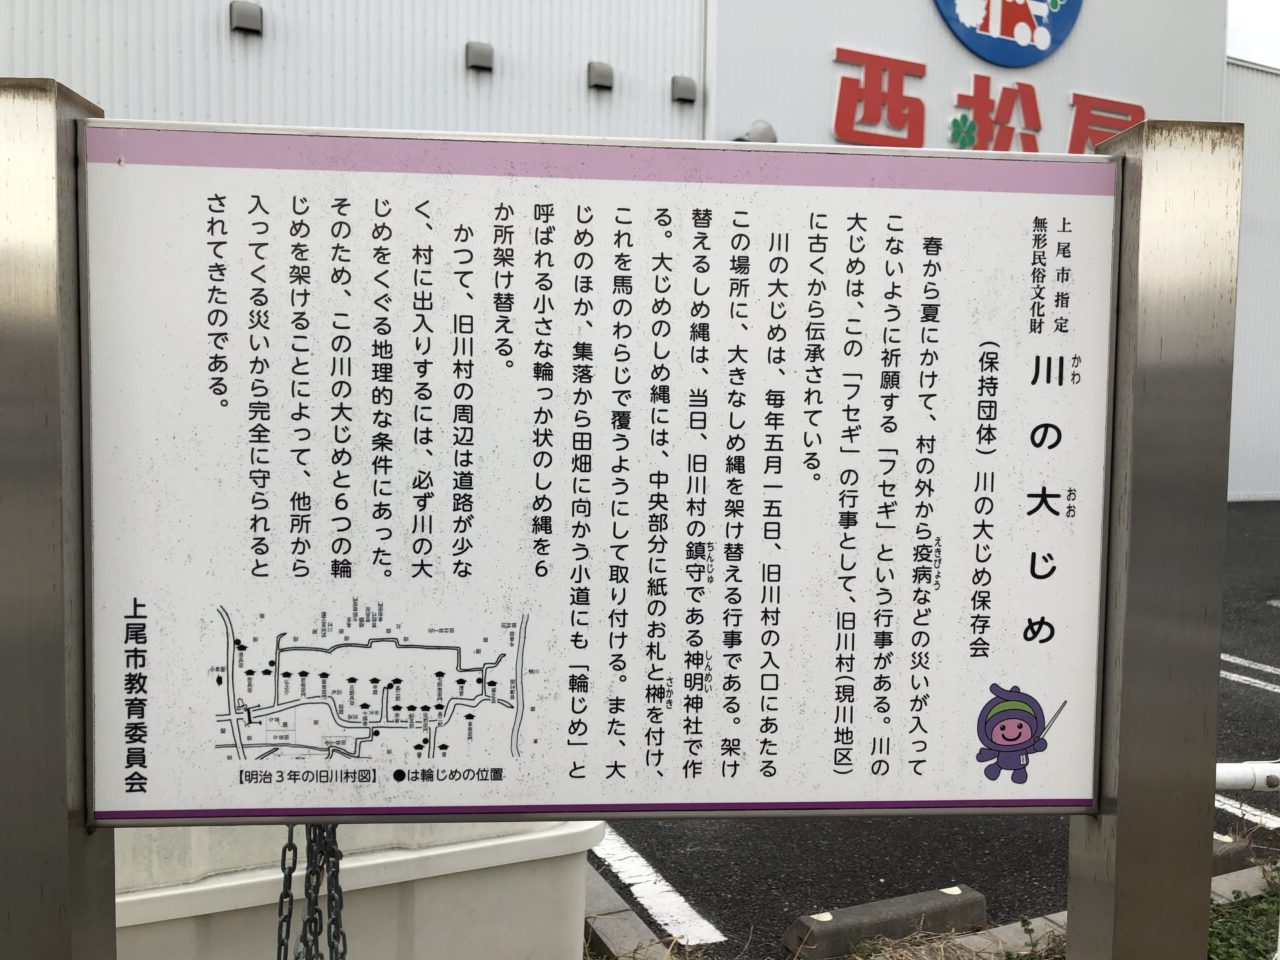 西松屋
上尾市指定
無形民俗文化財
川の大じめ
かわ
おお
(保持団体) 川の大じめ保存会
春から夏にかけて、村の外から疫病などの災いが入って
えきびょう
こないように祈願する「フセギ」という行事がある。川の
大じめは、この「フセギ」の行事として、旧川村(現川地区)
に古くから伝承されている。
川の大じめは、毎年五月一五日、旧川村の入口にあたる
この場所に、大きなしめ縄を架け替える行事である。架け
替えるしめ縄は、当日、旧川村の鎮守である神明神社で作
ちんじゅ
しんめい
る。大じめのしめ縄には、中央部分に紙のお札と榊を付け、
さかき
これを馬のわらじで覆うようにして取り付ける。また、大
じめのほか、集落から田畑に向かう小道にも「輪じめ」と
呼ばれる小さな輪っか状のしめ縄を6
か所架け替える。
かつて、旧川村の周辺は道路が少な
く、村に出入りするには、必ず川の大
じめをくぐる地理的な条件にあった。
そのため、この川の大じめと6つの輪
じめを架けることによって、他所から
入ってくる災いから完全に守られると
されてきたのである。
【明治3年の旧川村図】 ●は輪じめの位置
上尾市教育委員会